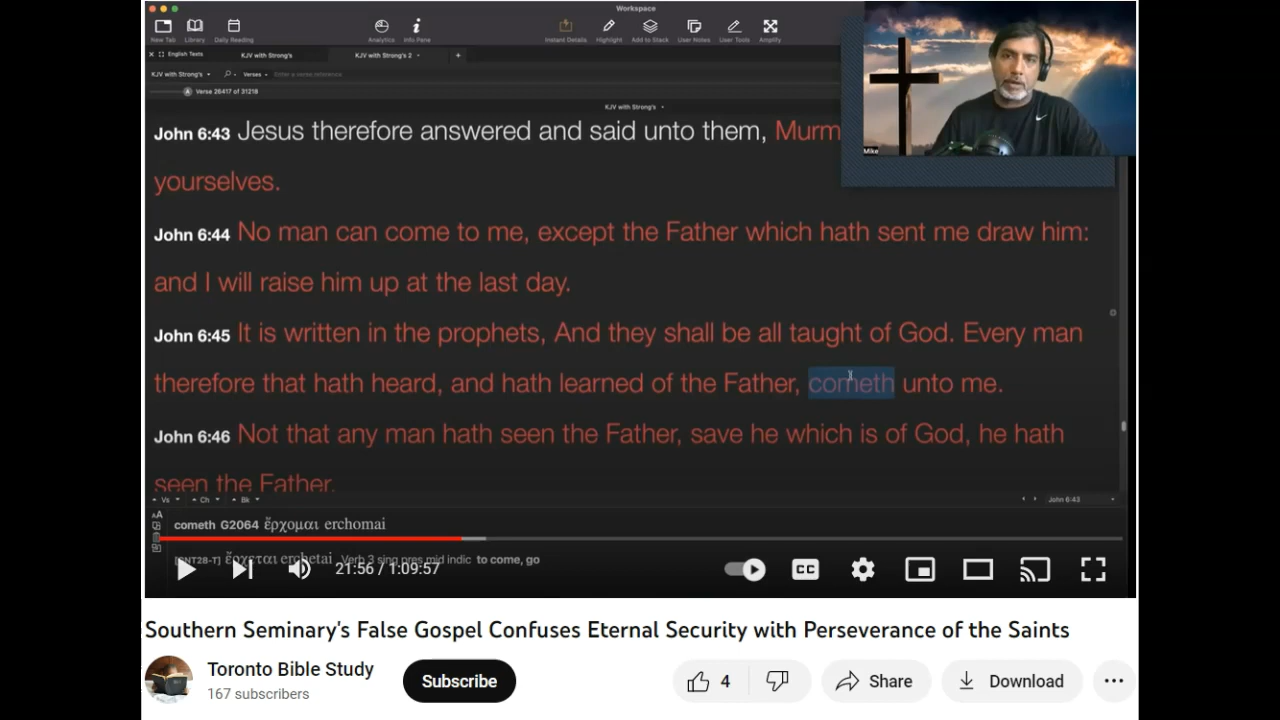 Workspace
New Tab Library Daily Reading Analytics Info Pane Instant Details Highlight Add to Stack User Notes User Tools Amplify
English Texts KJV with Strong's KJV with Strong's 2
KJV with Strong's Verses Enter a verse reference
Verse 26417 of 31218
KJV with Strong's
Mike
John 6:43 Jesus therefore answered and said unto them, Murm
yourselves.
John 6:44 No man can come to me, except the Father which hath sent me draw him:
and I will raise him up at the last day.
John 6:45 It is written in the prophets, And they shall be all taught of God. Every man
therefore that hath heard, and hath learned of the Father, cometh unto me.
John 6:46 Not that any man hath seen the Father, save he which is of God, he hath
seen the Father.
Vs Ch Bk John 6:43
cometh G2064 ἔρχομαι erchomai
[GNT28-T] ἔρχεται erchetai Verb 3 sing pres mid indic to come, go
21:56 / 1:09:57 CC
Southern Seminary's False Gospel Confuses Eternal Security with Perseverance of the Saints
Toronto Bible Study
167 subscribers
Subscribe
4
Share
Download